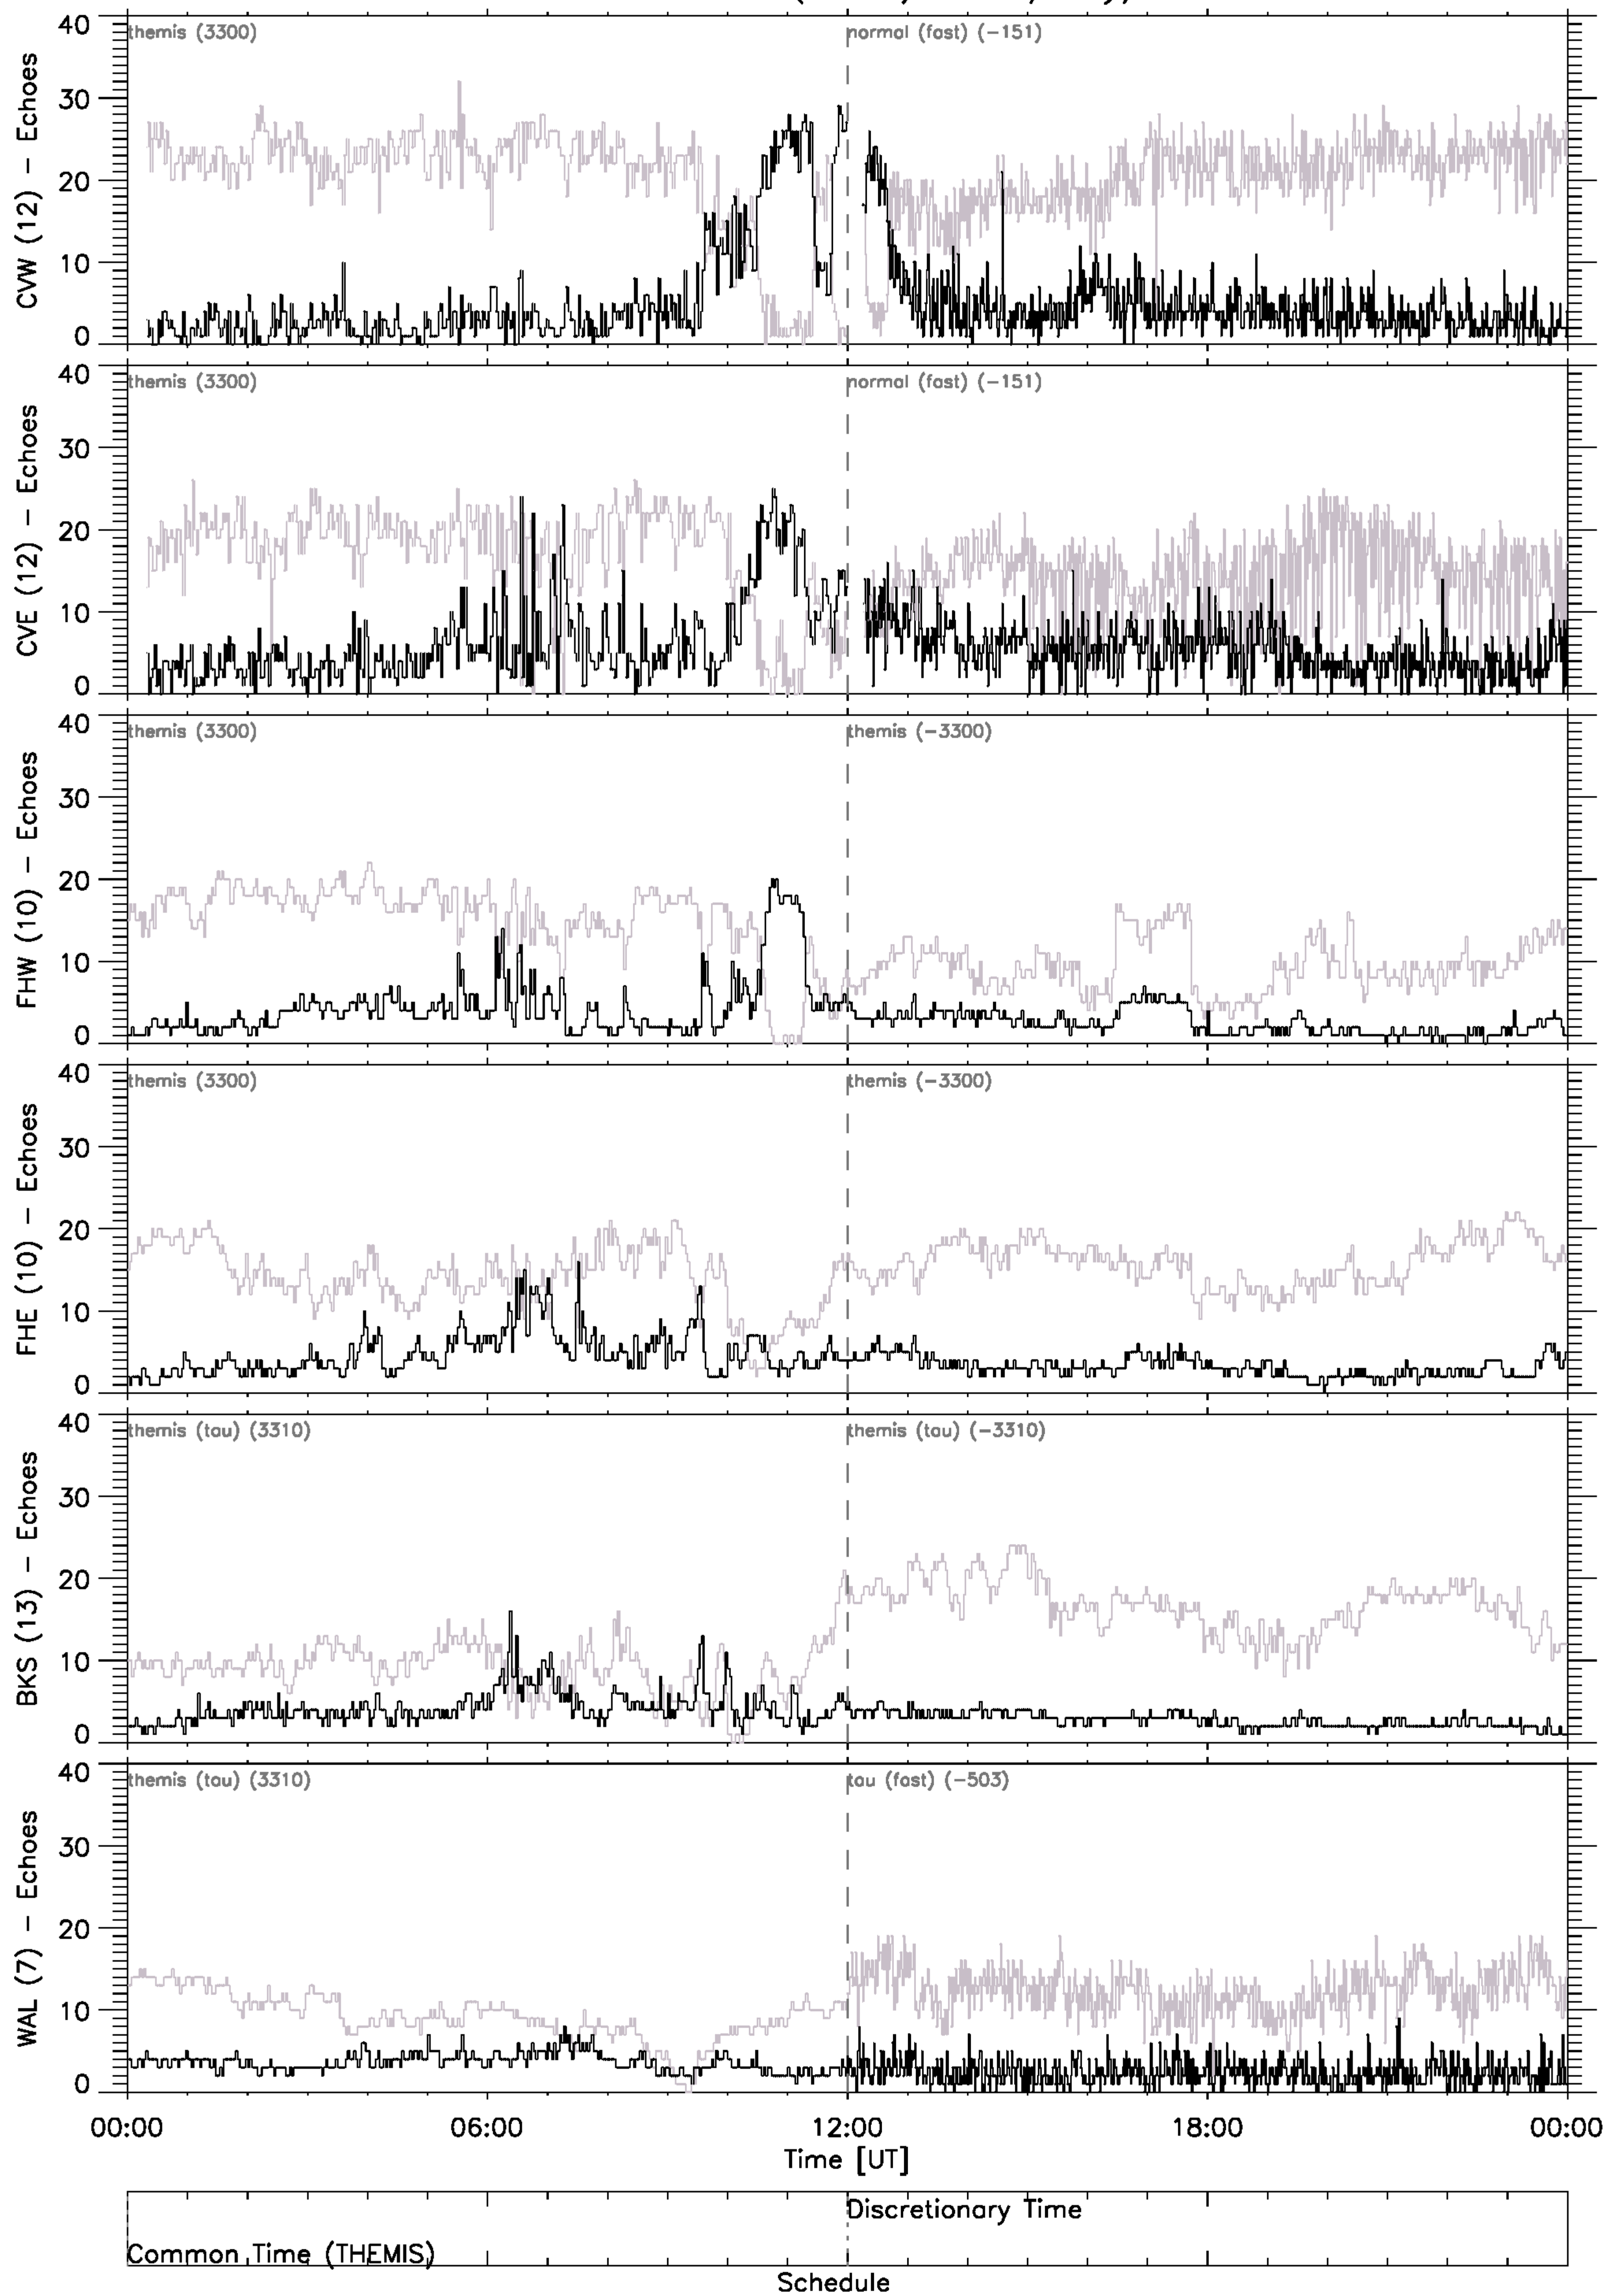 themis (3300) normal (fast) (-151)
CVW (12) - Echoes
40
30
20
10
0
themis (3300) normal (fast) (-151)
CVE (12) - Echoes
40
30
20
10
0
themis (3300) themis (-3300)
FHW (10) - Echoes
40
30
20
10
0
themis (3300) themis (-3300)
FHE (10) - Echoes
40
30
20
10
0
themis (tau) (3310) themis (tau) (-3310)
BKS (13) - Echoes
40
30
20
10
0
themis (tau) (3310) tau (fast) (-503)
WAL (7) - Echoes
40
30
20
10
0
00:00 06:00 12:00 18:00 00:00
Time [UT]
Discretionary Time
Common Time (THEMIS)
Schedule